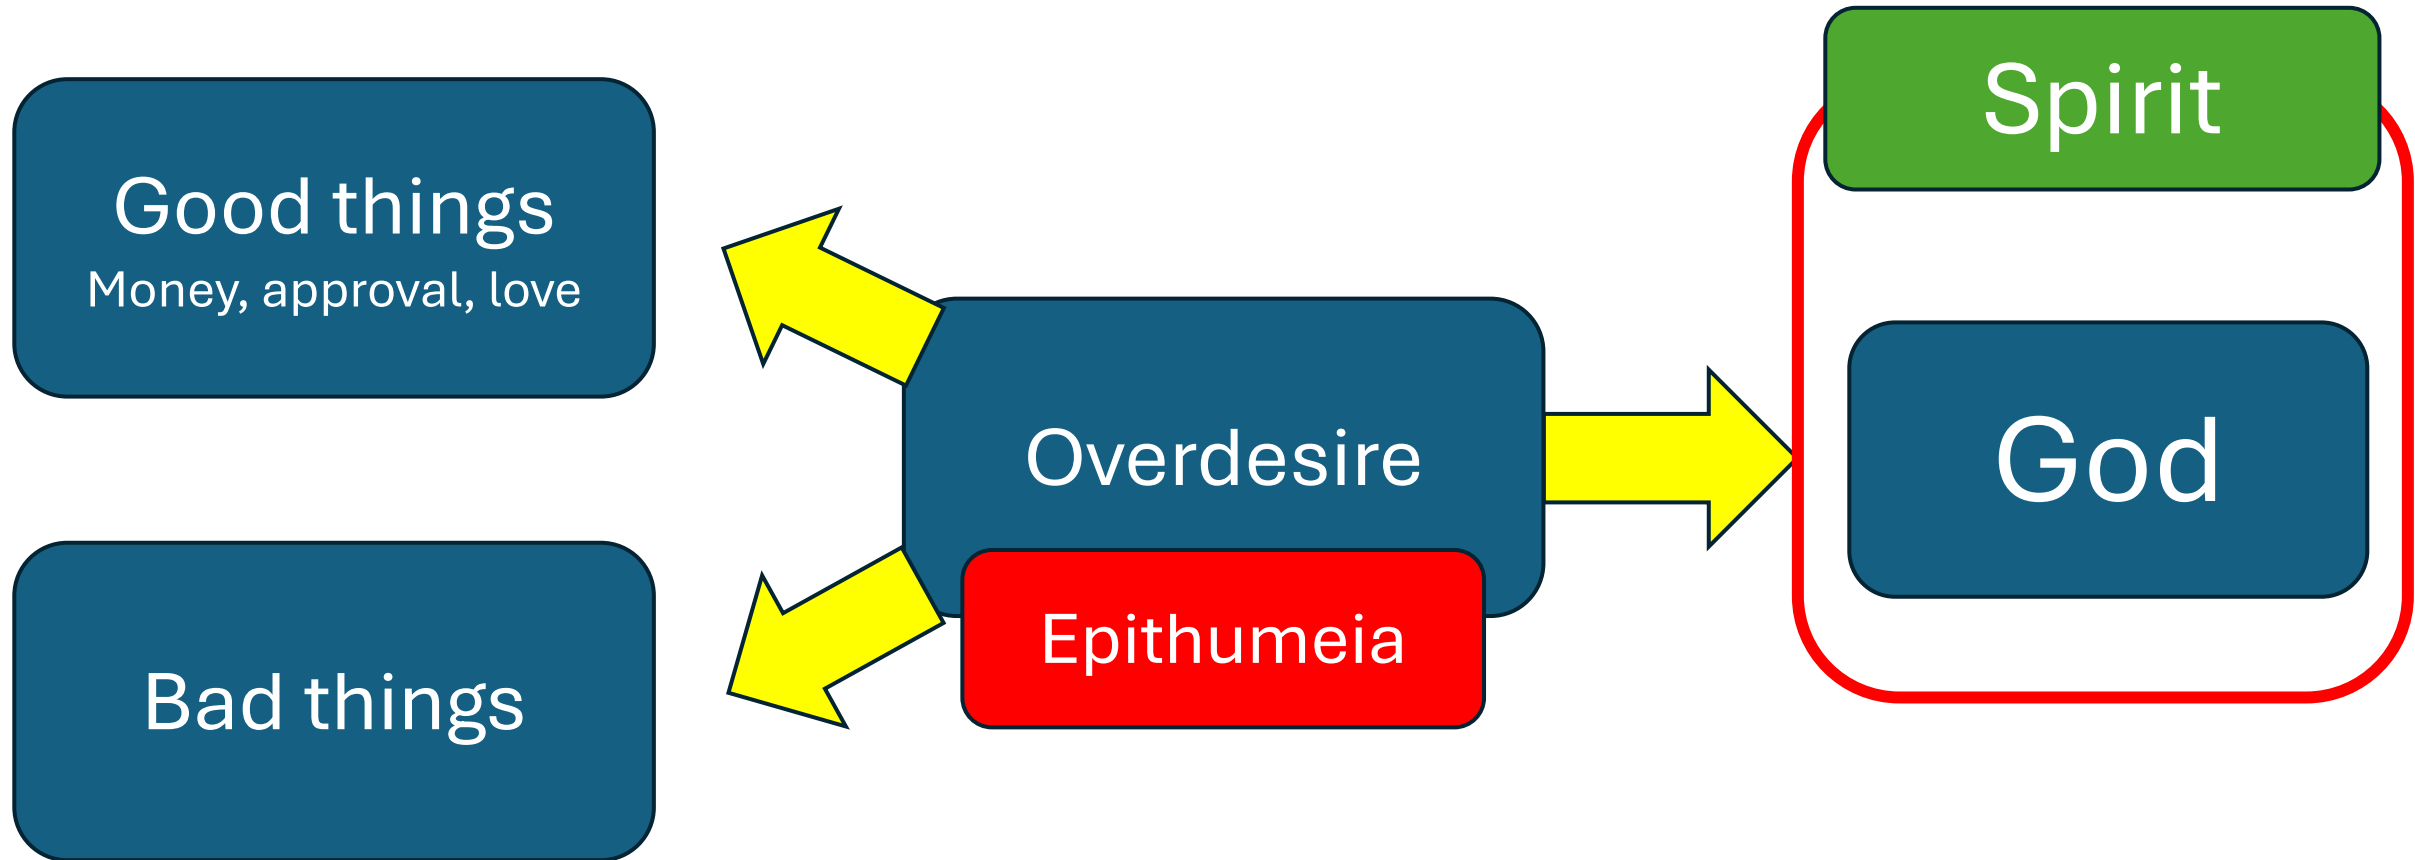 Good things
Money, approval, love
Bad things
Overdesire
Epithumeia
Spirit
God